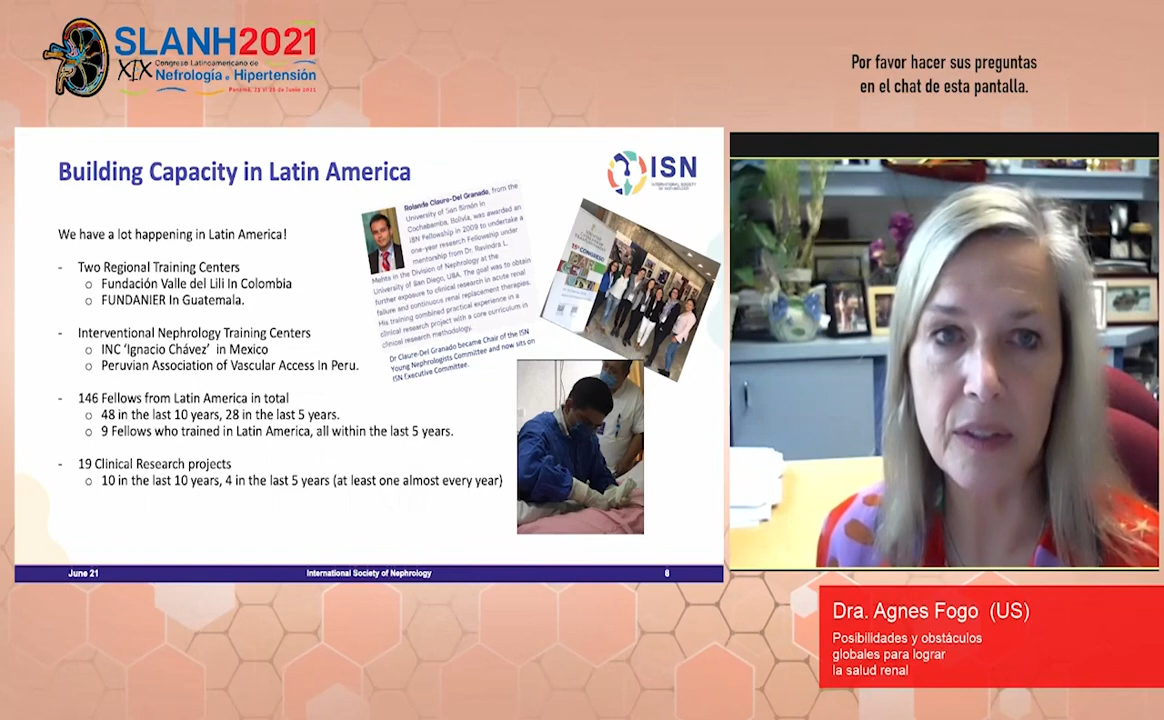 SLANH2021
XIX Congreso Latinoamericano de
Nefrología e Hipertensión
Panamá, 23 al 26 de Junio 2021
Por favor hacer sus preguntas
en el chat de esta pantalla.
Building Capacity in Latin America
ISN
INTERNATIONAL SOCIETY
OF NEPHROLOGY
We have a lot happening in Latin America!
- Two Regional Training Centers
o Fundación Valle del Lili In Colombia
o FUNDANIER In Guatemala.
- Interventional Nephrology Training Centers
o INC ‘Ignacio Chávez’ in Mexico
o Peruvian Association of Vascular Access In Peru.
- 146 Fellows from Latin America in total
o 48 in the last 10 years, 28 in the last 5 years.
o 9 Fellows who trained in Latin America, all within the last 5 years.
- 19 Clinical Research projects
o 10 in the last 10 years, 4 in the last 5 years (at least one almost every year)
Rolando Claure-Del Granado, from the
University of San Simón in
Cochabamba, Bolivia, was awarded an
ISN Fellowship in 2009 to undertake a
one-year research Fellowship under
mentorship from Dr. Ravindra L.
Mehta in the Division of Nephrology at the
University of San Diego, USA. The goal was to obtain
further exposure to clinical research in acute renal
failure and continuous renal replacement therapies.
His training combined practical experience in a
clinical research project with a core curriculum in
clinical research methodology.
Dr Claure-Del Granado became Chair of the ISN
Young Nephrologists Committee and now sits on
ISN Executive Committee.
CONGRESO
June 21
International Society of Nephrology
8
Dra. Agnes Fogo (US)
Posibilidades y obstáculos
globales para lograr
la salud renal